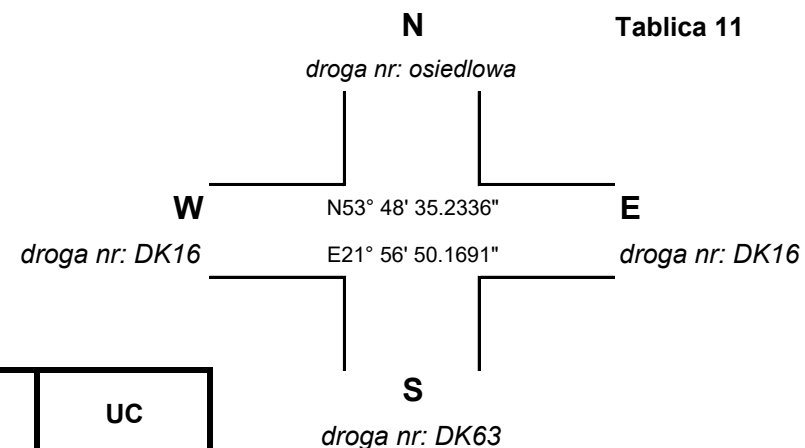 N
Tablica 11
droga nr: osiedlowa
W
N53° 48' 35.2336"
E
droga nr: DK16
E21° 56' 50.1691"
droga nr: DK16
S
UC
droga nr: DK63